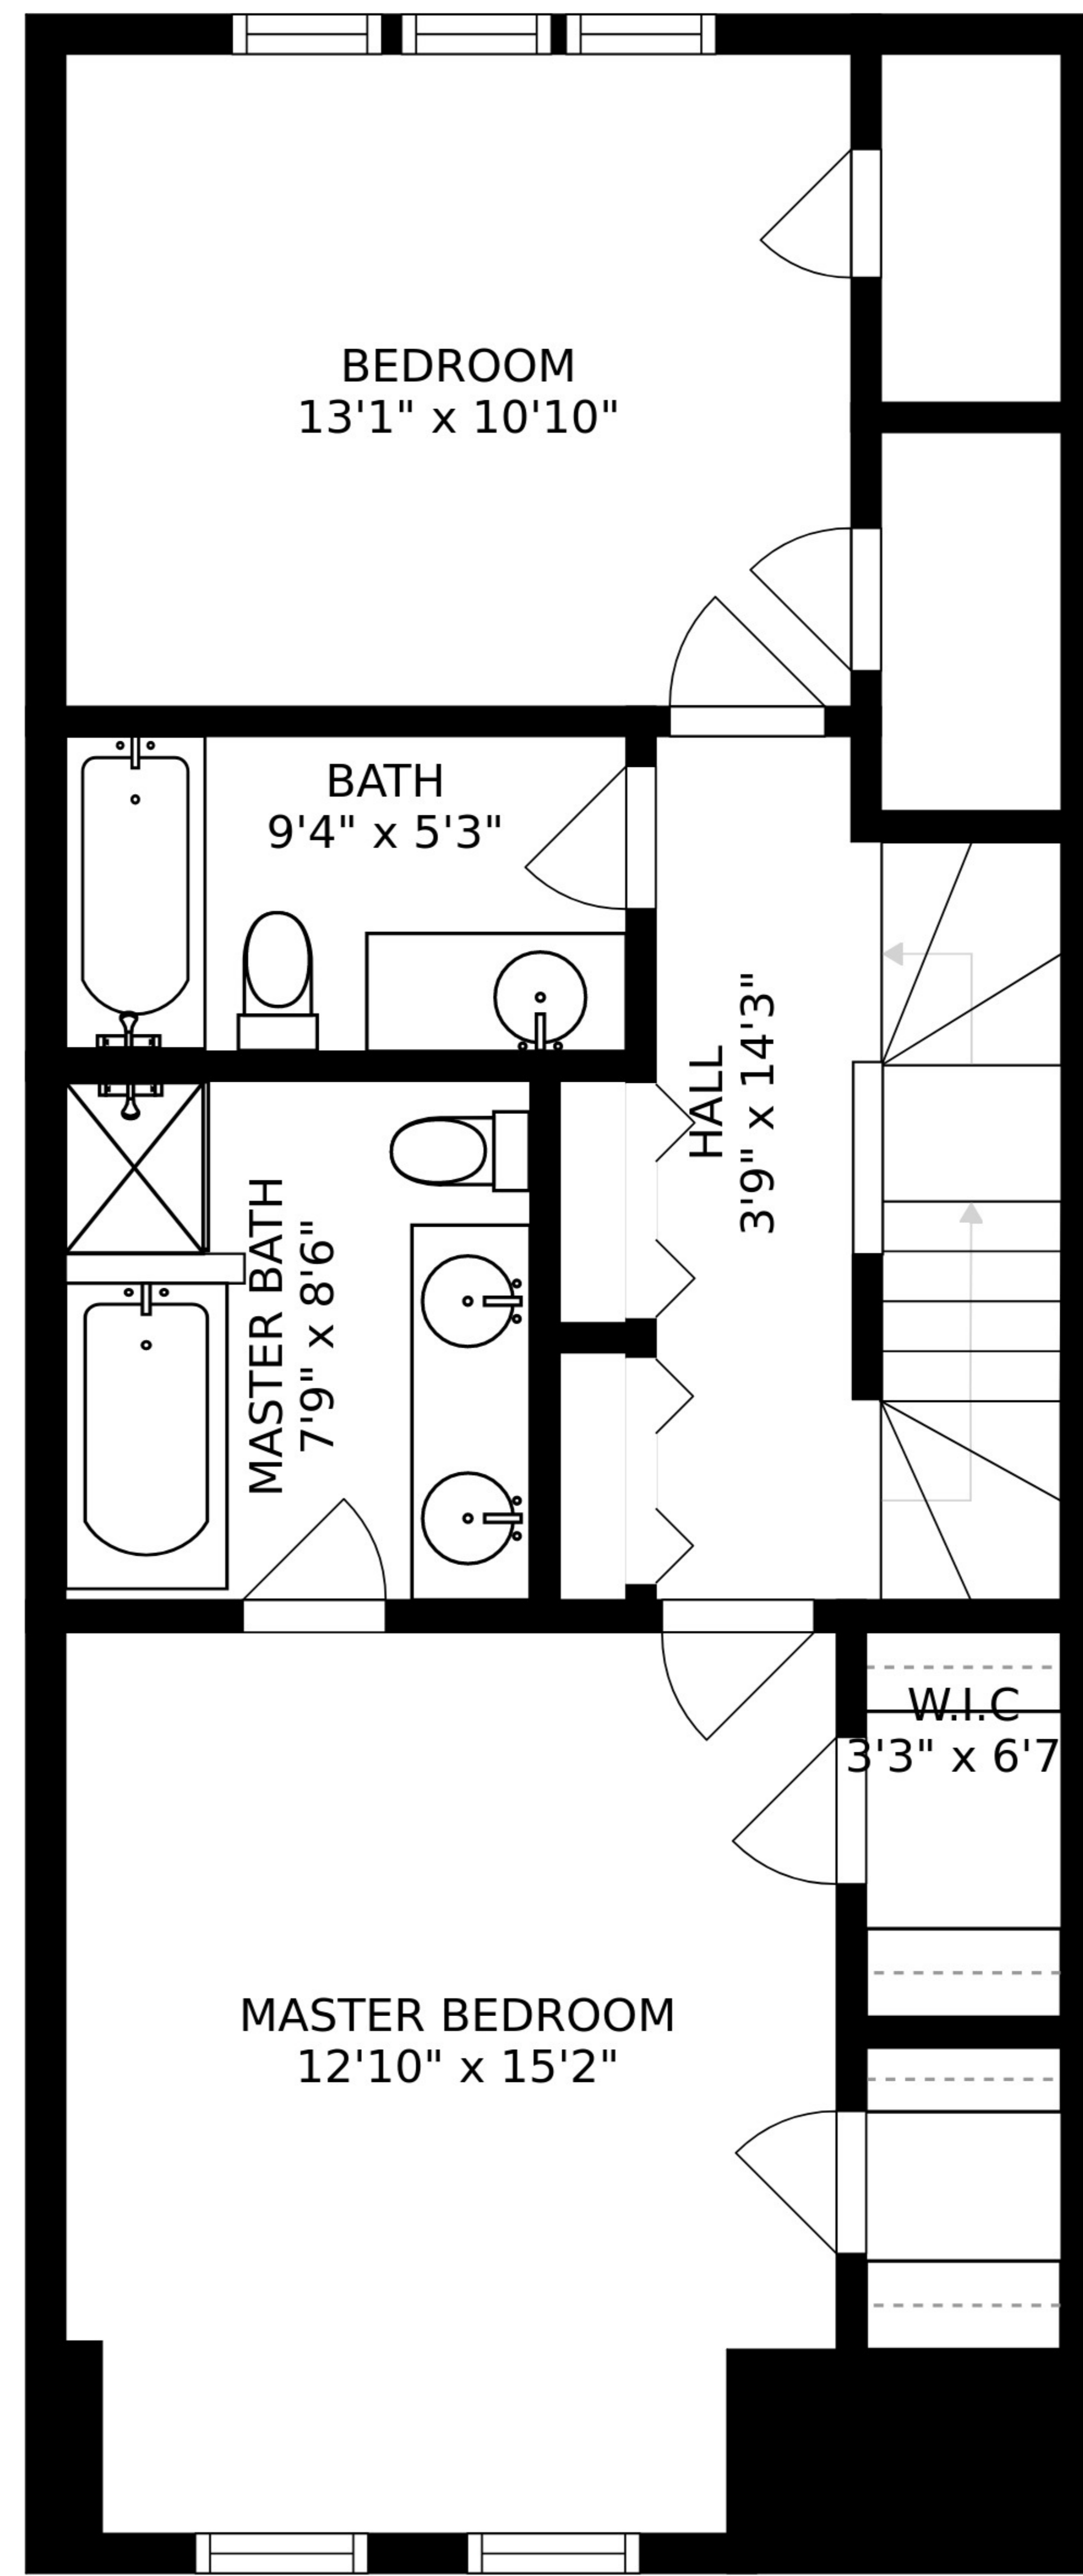 BEDROOM
13'1" x 10'10"
BATH
9'4" x 5'3"
HALL
3'9" x 14'3"
MASTER BATH
7'9" x 8'6"
W.I.C
3'3" x 6'7
MASTER BEDROOM
12'10" x 15'2"